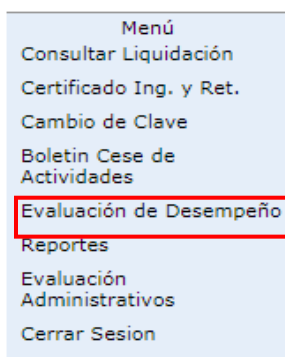 Menú
Consultar Liquidación
Certificado Ing. y Ret.
Cambio de Clave
Boletin Cese de
Actividades
Evaluación de Desempeño
Reportes
Evaluación
Administrativos
Cerrar Sesion